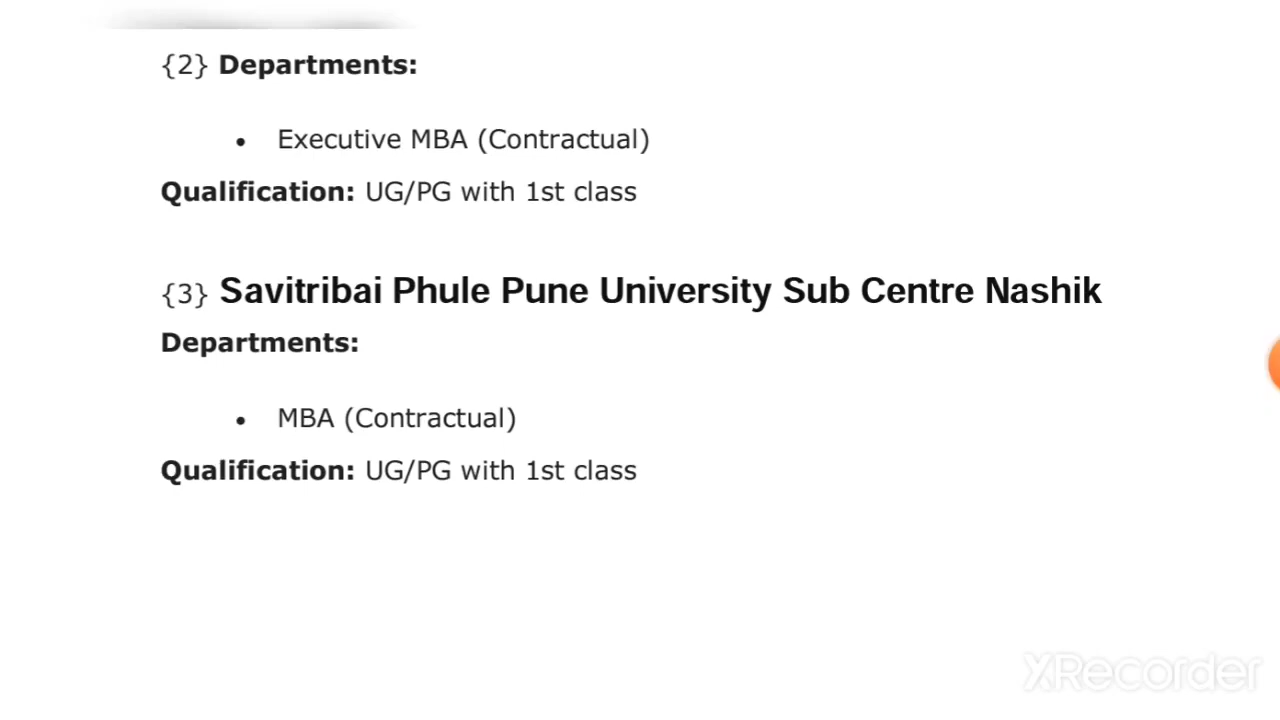 {2} Departments:
• Executive MBA (Contractual)
Qualification: UG/PG with 1st class
{3} Savitribai Phule Pune University Sub Centre Nashik
Departments:
• MBA (Contractual)
Qualification: UG/PG with 1st class
XRecorder